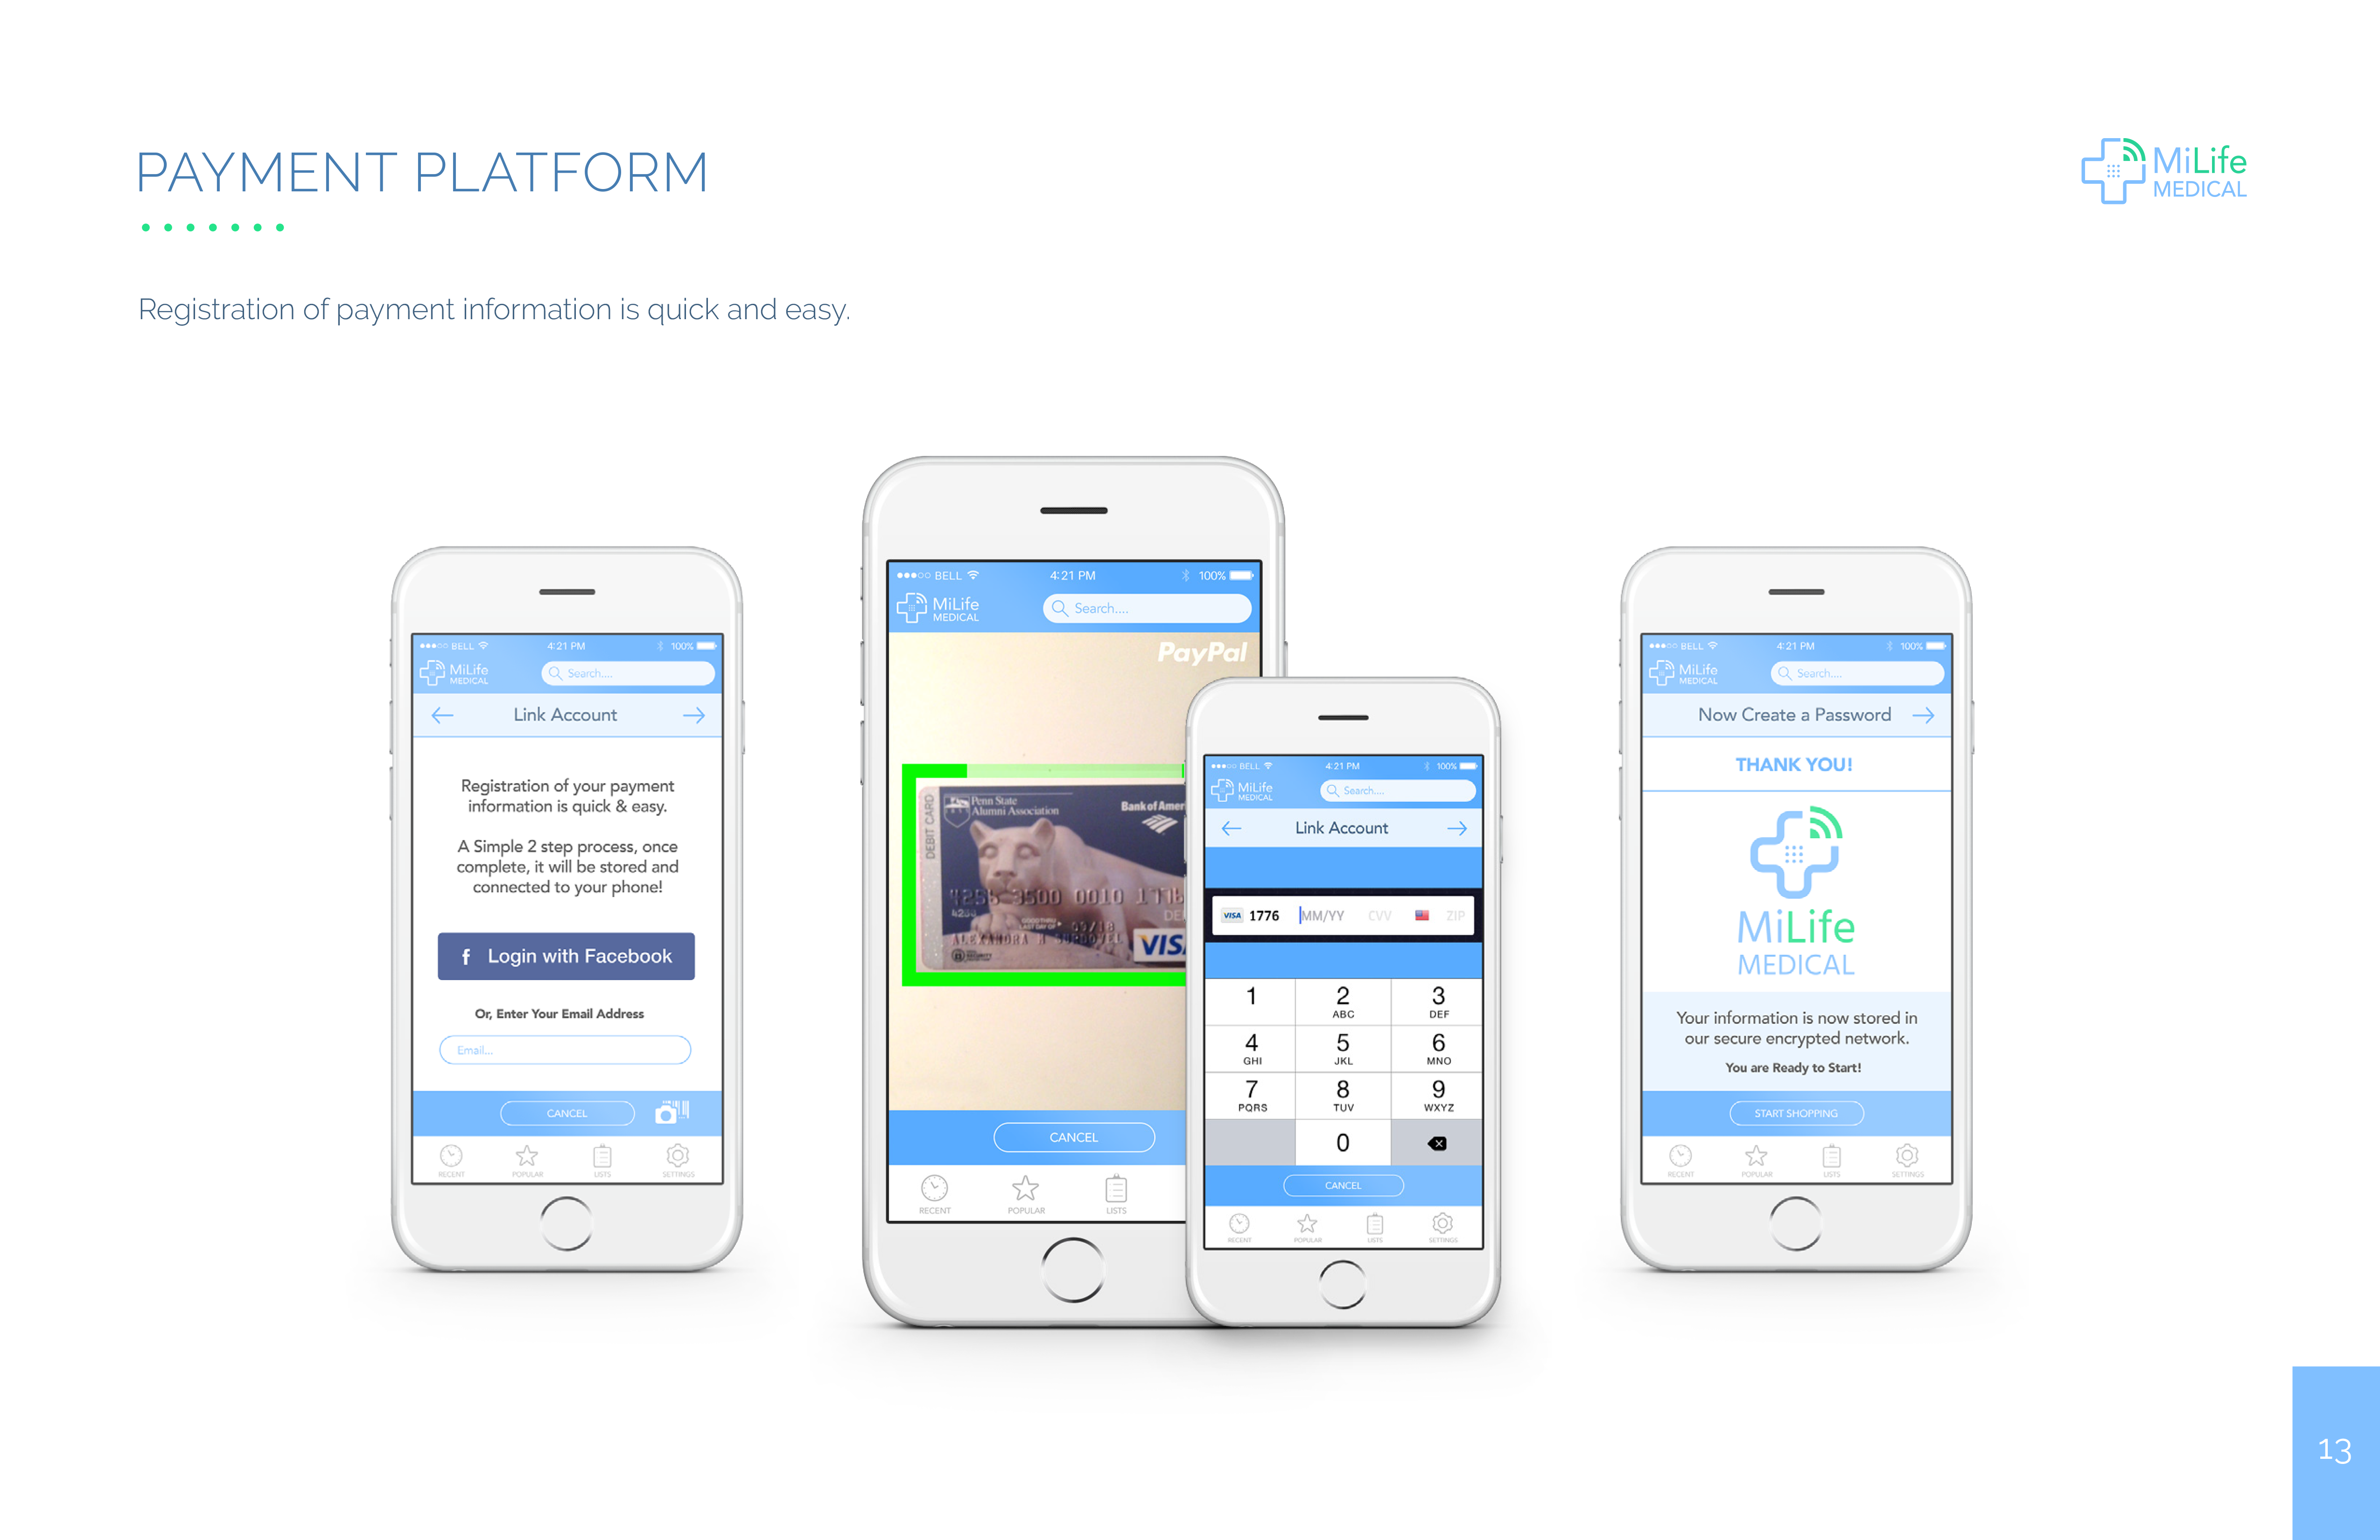 PAYMENT PLATFORM
MiLife
MEDICAL
Registration of payment information is quick and easy.
BELL 4:21 PM 100%
MiLife
MEDICAL
Search....
Link Account
Registration of your payment
information is quick & easy.
A Simple 2 step process, once
complete, it will be stored and
connected to your phone!
f Login with Facebook
Or, Enter Your Email Address
Email...
CANCEL
RECENT POPULAR LISTS SETTINGS
BELL 4:21 PM 100%
MiLife
MEDICAL
Search....
PayPal
DEBIT CARD
Penn State
Alumni Association
Bank of Amer
VIS
CANCEL
RECENT POPULAR LISTS
BELL 4:21 PM 100%
MiLife
MEDICAL
Search....
Link Account
VISA 1776 MM/YY CVV ZIP
1 2 3
ABC DEF
4 5 6
GHI JKL MNO
7 8 9
PQRS TUV WXYZ
0
CANCEL
RECENT POPULAR LISTS SETTINGS
BELL 4:21 PM 100%
MiLife
MEDICAL
Search....
Now Create a Password
THANK YOU!
MiLife
MEDICAL
Your information is now stored in
our secure encrypted network.
You are Ready to Start!
START SHOPPING
RECENT POPULAR LISTS SETTINGS
13